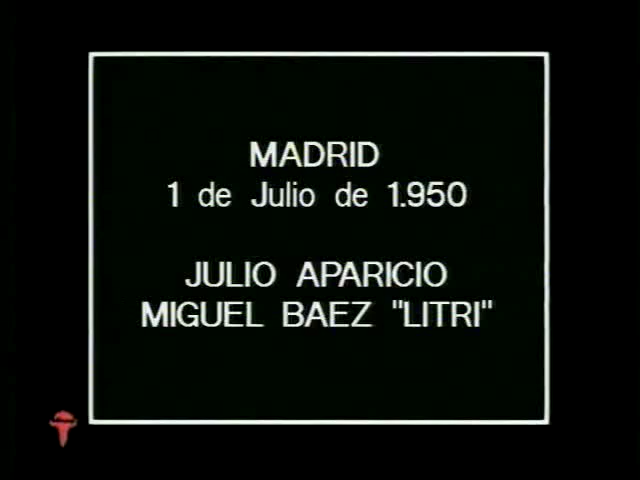 MADRID
1 de Julio de 1.950
JULIO APARICIO
MIGUEL BAEZ "LITRI"